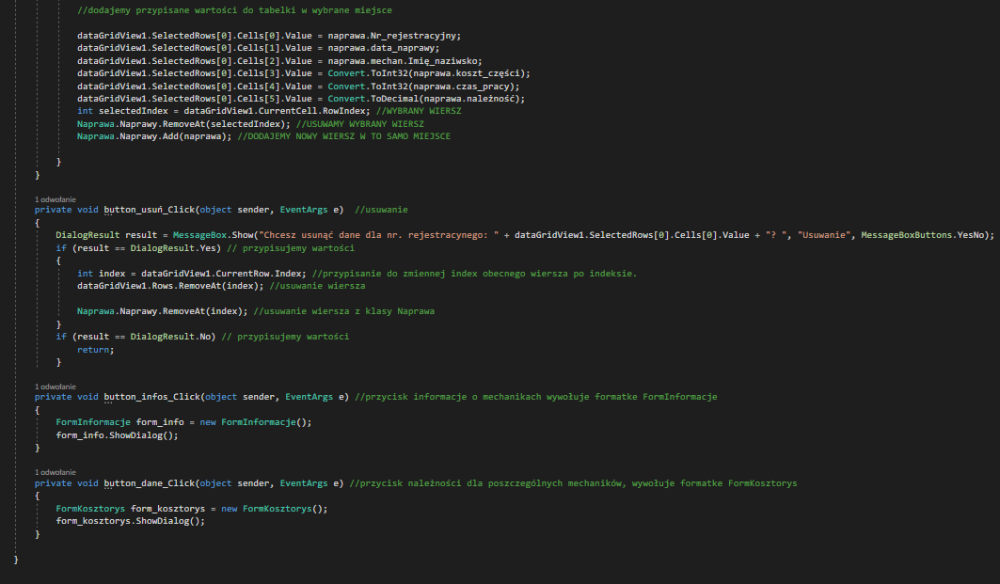 //dodajemy przypisane wartości do tabelki w wybrane miejsce
dataGridView1.SelectedRows[0].Cells[0].Value = naprawa.Nr_rejestracyjny;
dataGridView1.SelectedRows[0].Cells[1].Value = naprawa.data_naprawy;
dataGridView1.SelectedRows[0].Cells[2].Value = naprawa.mechan.Imię_naziwsko;
dataGridView1.SelectedRows[0].Cells[3].Value = Convert.ToInt32(naprawa.koszt_części);
dataGridView1.SelectedRows[0].Cells[4].Value = Convert.ToInt32(naprawa.czas_pracy);
dataGridView1.SelectedRows[0].Cells[5].Value = Convert.ToDecimal(naprawa.należność);
int selectedIndex = dataGridView1.CurrentCell.RowIndex; //WYBRANY WIERSZ
Naprawa.Naprawy.RemoveAt(selectedIndex); //USUWAMY WYBRANY WIERSZ
Naprawa.Naprawy.Add(naprawa); //DODAJEMY NOWY WIERSZ W TO SAMO MIEJSCE
}
}
1 odwołanie
private void button_usuń_Click(object sender, EventArgs e)  //usuwanie
{
DialogResult result = MessageBox.Show("Chcesz usunąć dane dla nr. rejestracynego: " + dataGridView1.SelectedRows[0].Cells[0].Value + "? ", "Usuwanie", MessageBoxButtons.YesNo);
if (result == DialogResult.Yes) // przypisujemy wartości
{
int index = dataGridView1.CurrentRow.Index; //przypisanie do zmiennej index obecnego wiersza po indeksie.
dataGridView1.Rows.RemoveAt(index); //usuwanie wiersza
Naprawa.Naprawy.RemoveAt(index); //usuwanie wiersza z klasy Naprawa
}
if (result == DialogResult.No) // przypisujemy wartości
return;
}
1 odwołanie
private void button_infos_Click(object sender, EventArgs e) //przycisk informacje o mechanikach wywołuje formatke FormInformacje
{
FormInformacje form_info = new FormInformacje();
form_info.ShowDialog();
}
1 odwołanie
private void button_dane_Click(object sender, EventArgs e) //przycisk należności dla poszczególnych mechaników, wywołuje formatke FormKosztorys
{
FormKosztorys form_kosztorys = new FormKosztorys();
form_kosztorys.ShowDialog();
}
}